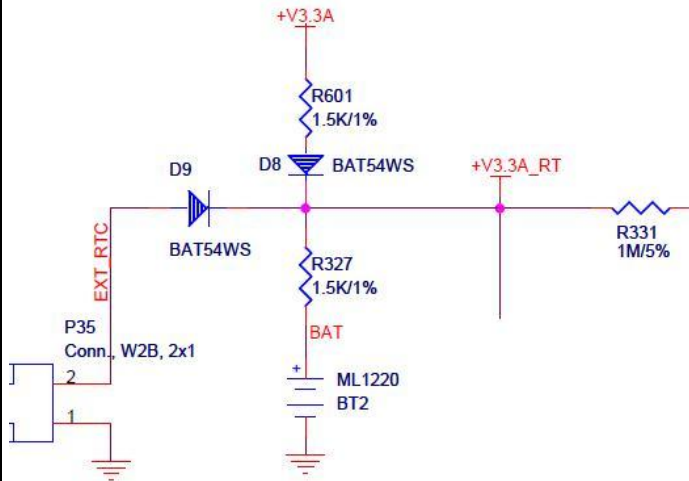 +V3.3A
R601
1.5K/1%
D8
BAT54WS
D9
BAT54WS
+V3.3A_RT
R331
1M/5%
EXT_RTC
R327
1.5K/1%
BAT
P35
Conn., W2B, 2x1
2
1
+
ML1220
BT2